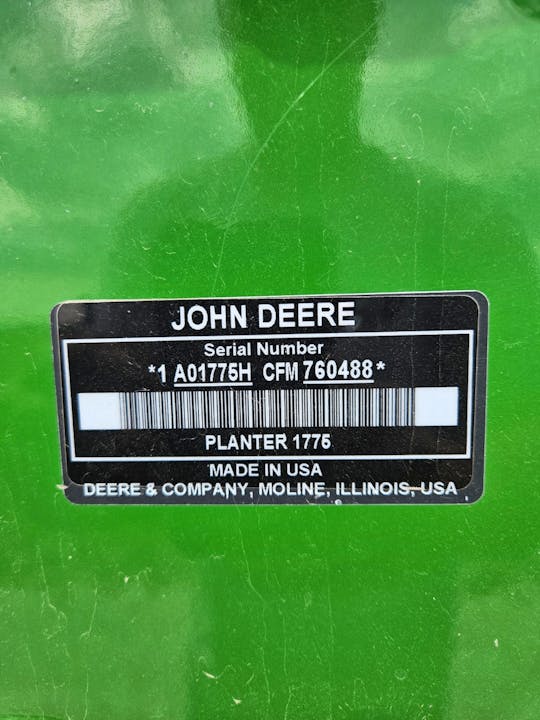 JOHN DEERE
Serial Number
*1 A01775H CFM 760488*
PLANTER 1775
MADE IN USA
DEERE & COMPANY, MOLINE, ILLINOIS, USA